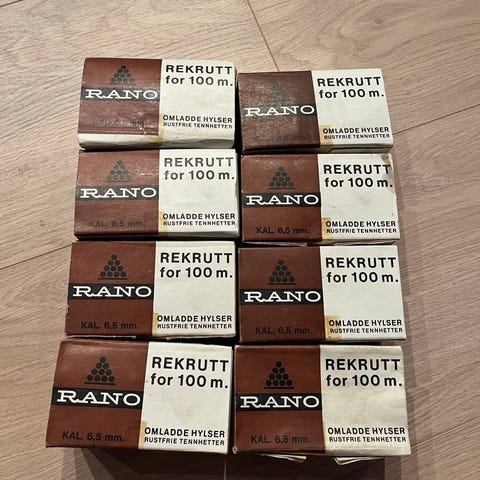 REKRUTT
for 100 m.
RANO
OMLADDE HYLSER
RUSTFRIE TENNHETTER
REKRUTT
for 100 m.
RANO
OMLADDE HYLSER
RUSTFRIE TENNHETTER
REKRUTT
for 100 m.
RANO
KAL. 6,5 mm.
OMLADDE HYLSER
RUSTFRIE TENNHETTER
REKRUTT
for 100 m.
RANO
KAL. 6,5 mm.
OMLADDE HYLSER
RUSTFRIE TENNHETTER
REKRUTT
for 100 m.
RANO
KAL. 6,5 mm.
OMLADDE HYLSER
RUSTFRIE TENNHETTER
REKRUTT
for 100 m.
RANO
KAL. 6,5 mm.
OMLADDE HYLSER
RUSTFRIE TENNHETTER
REKRUTT
for 100 m.
RANO
KAL. 6,5 mm.
OMLADDE HYLSER
RUSTFRIE TENNHETTER
REKRUTT
for 100 m.
RANO
KAL. 6,5 mm.
OMLADDE HYLSER
RUSTFRIE TENNHETTER